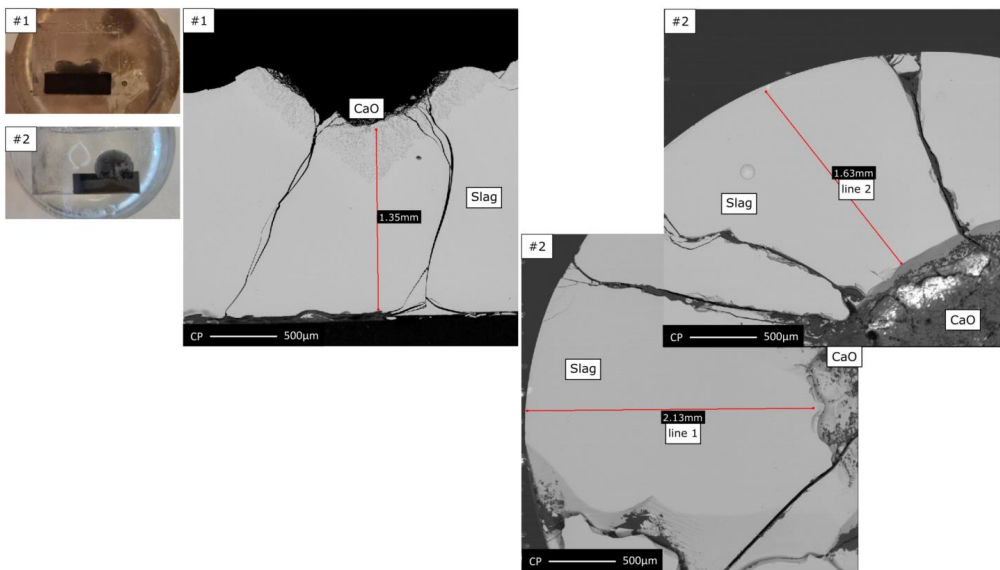 #1
#2
#1
CaO
1.35mm
Slag
CP
500µm
#2
1.63mm
line 2
Slag
CaO
CP
500µm
#2
CaO
Slag
2.13mm
line 1
CP
500µm